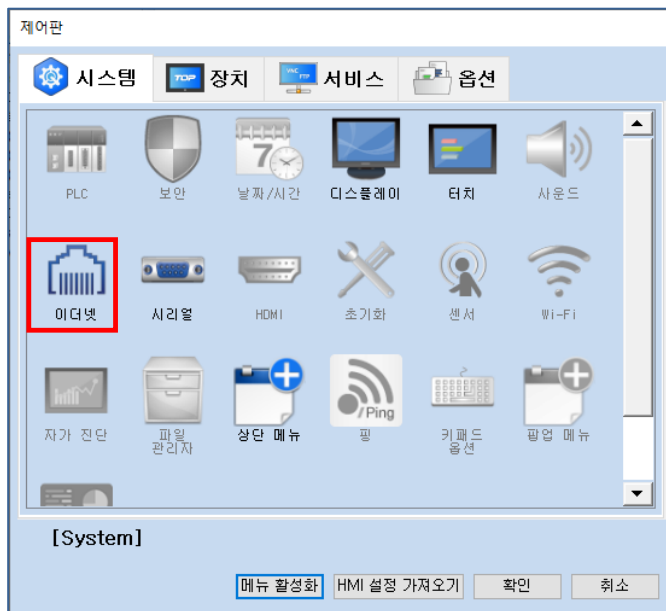 제어판
시스템
TOP
장치
VNC
FTP
서비스
옵션
PLC
보안
7
날짜/시간
디스플레이
터치
사운드
이더넷
시리얼
HDMI
초기화
센서
Wi-Fi
자가 진단
파일
관리자
상단 메뉴
/Ping
핑
키패드
옵션
팝업 메뉴
[System]
메뉴 활성화
HMI 설정 가져오기
확인
취소